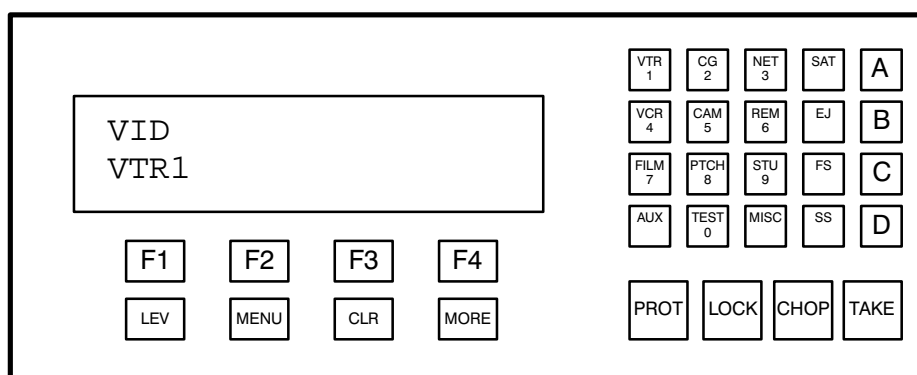 VID
VTR1
F1 F2 F3 F4
LEV MENU CLR MORE
VTR
1
CG
2
NET
3
SAT
A
VCR
4
CAM
5
REM
6
EJ
B
FILM
7
PTCH
8
STU
9
FS
C
AUX
TEST
0
MISC
SS
D
PROT LOCK CHOP TAKE